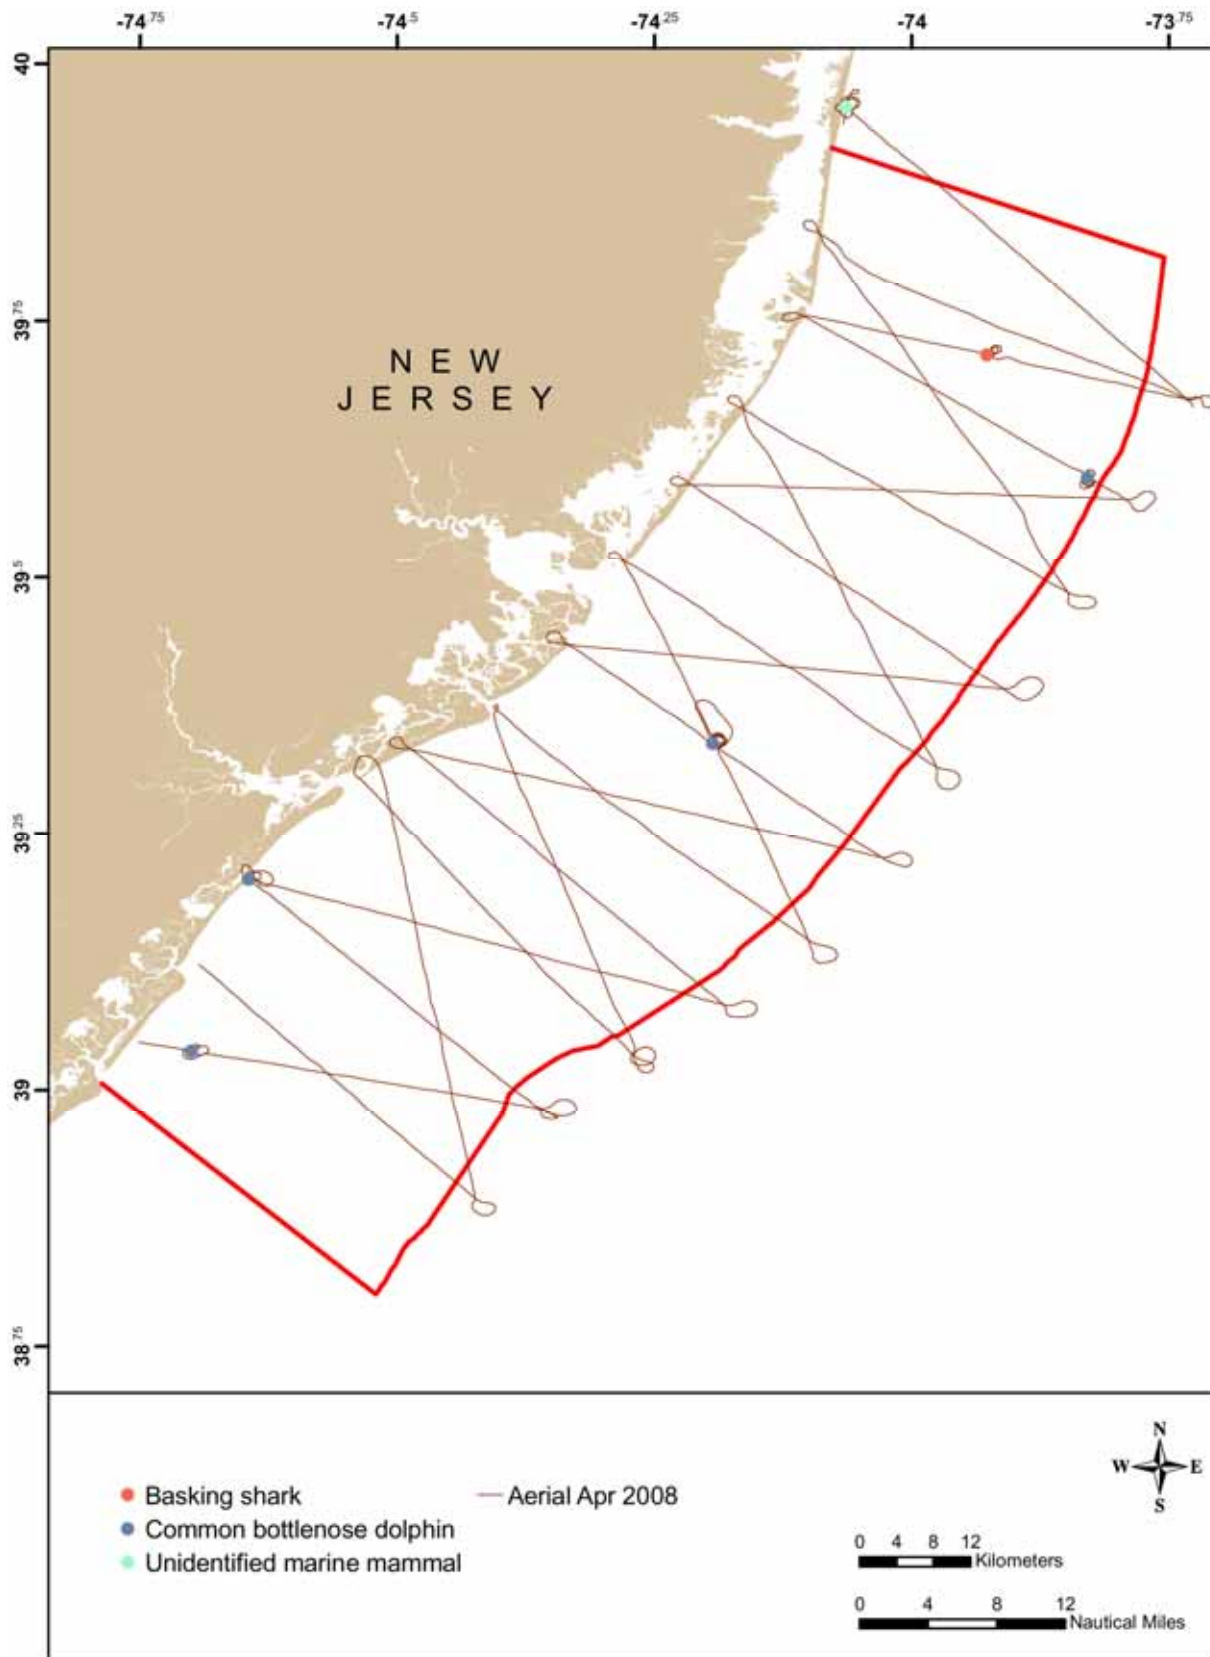 -74.75 -74.5 -74.25 -74 -73.75
40
39.75
39.5
39.25
39
38.75
NEW
JERSEY
Basking shark
Common bottlenose dolphin
Unidentified marine mammal
Aerial Apr 2008
N
W E
S
0 4 8 12
Kilometers
0 4 8 12
Nautical Miles